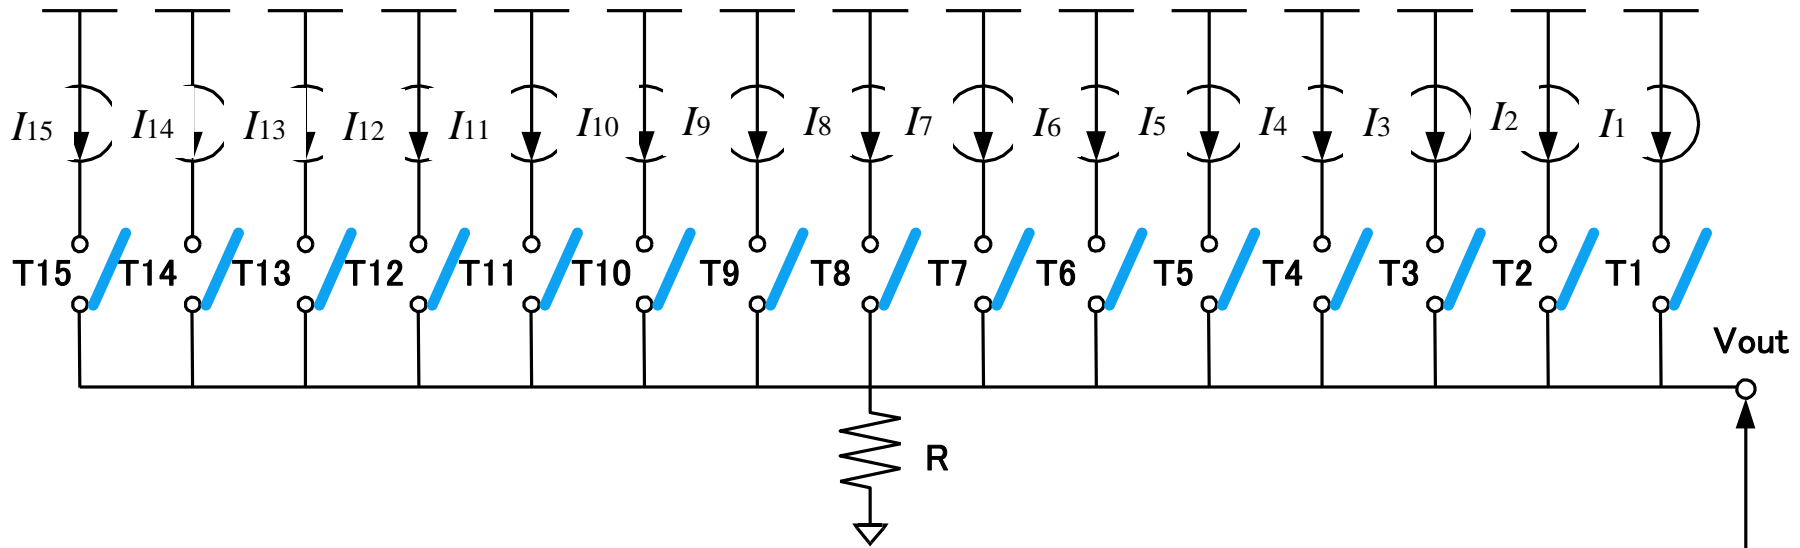 I15 I14 I13 I12 I11 I10 I9 I8 I7 I6 I5 I4 I3 I2 I1
T15 T14 T13 T12 T11 T10 T9 T8 T7 T6 T5 T4 T3 T2 T1
Vout
R